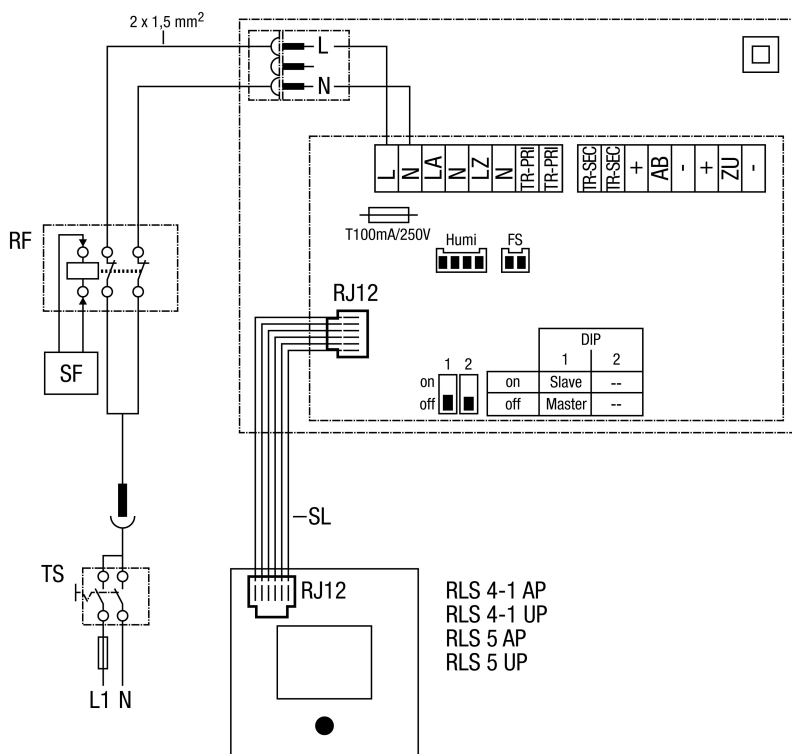 2 x 1,5 mm²
L
N
L
N
LA
N
LZ
N
TR-PRI
TR-PRI
TR-SEC
TR-SEC
+
AB
-
+
ZU
-
T100mA/250V
Humi
FS
RF
SF
RJ12
DIP
1 2
1 2
on
on Slave --
off
off Master --
SL
TS
RJ12
RLS 4-1 AP
RLS 4-1 UP
RLS 5 AP
RLS 5 UP
L1 N